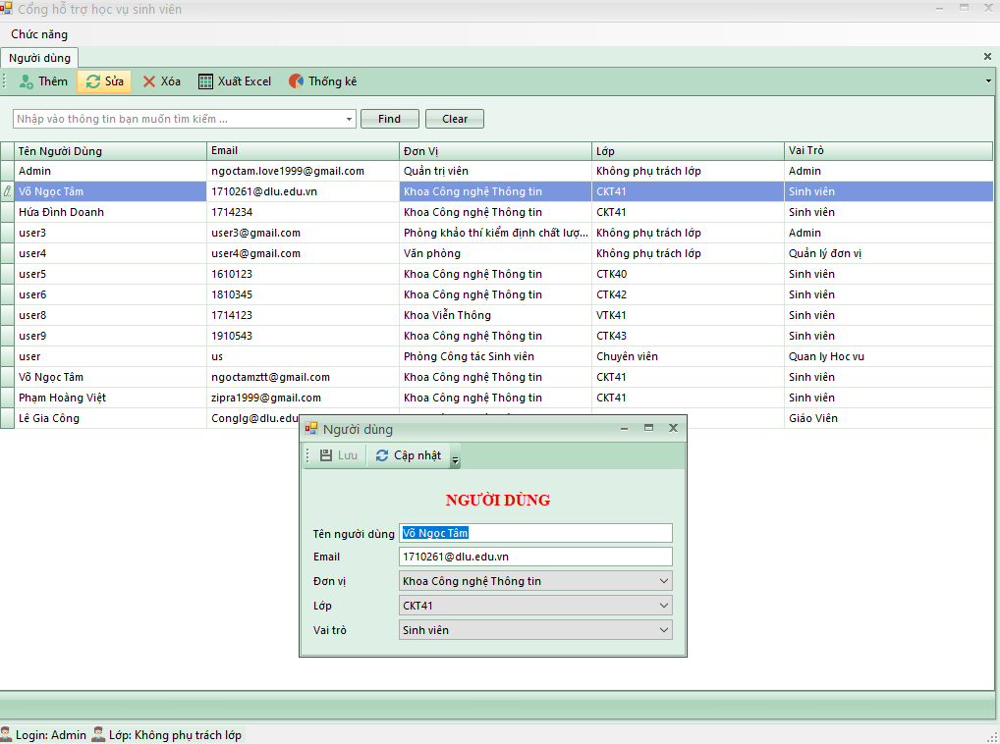 Cổng hỗ trợ học vụ sinh viên
Chức năng
Người dùng
Thêm Sửa Xóa Xuất Excel Thống kê
Nhập vào thông tin bạn muốn tìm kiếm ... Find Clear
Tên Người Dùng Email Đơn Vị Lớp Vai Trò
Admin ngoctam.love1999@gmail.com Quản trị viên Không phụ trách lớp Admin
Võ Ngọc Tâm 1710261@dlu.edu.vn Khoa Công nghệ Thông tin CKT41 Sinh viên
Hứa Đình Doanh 1714234 Khoa Công nghệ Thông tin CKT41 Sinh viên
user3 user3@gmail.com Phòng khảo thí kiểm định chất lượ... Không phụ trách lớp Admin
user4 user4@gmail.com Văn phòng Không phụ trách lớp Quản lý đơn vị
user5 1610123 Khoa Công nghệ Thông tin CTK40 Sinh viên
user6 1810345 Khoa Công nghệ Thông tin CTK42 Sinh viên
user8 1714123 Khoa Viễn Thông VTK41 Sinh viên
user9 1910543 Khoa Công nghệ Thông tin CTK43 Sinh viên
user us Phòng Công tác Sinh viên Chuyên viên Quan ly Hoc vu
Võ Ngọc Tâm ngoctamztt@gmail.com Khoa Công nghệ Thông tin CKT41 Sinh viên
Phạm Hoàng Việt zipra1999@gmail.com Khoa Công nghệ Thông tin CKT41 Sinh viên
Lê Gia Công Conglg@dlu.edu Giáo Viên
Người dùng
Lưu Cập nhật
NGƯỜI DÙNG
Tên người dùng Võ Ngọc Tâm
Email 1710261@dlu.edu.vn
Đơn vị Khoa Công nghệ Thông tin
Lớp CKT41
Vai trò Sinh viên
Login: Admin Lớp: Không phụ trách lớp